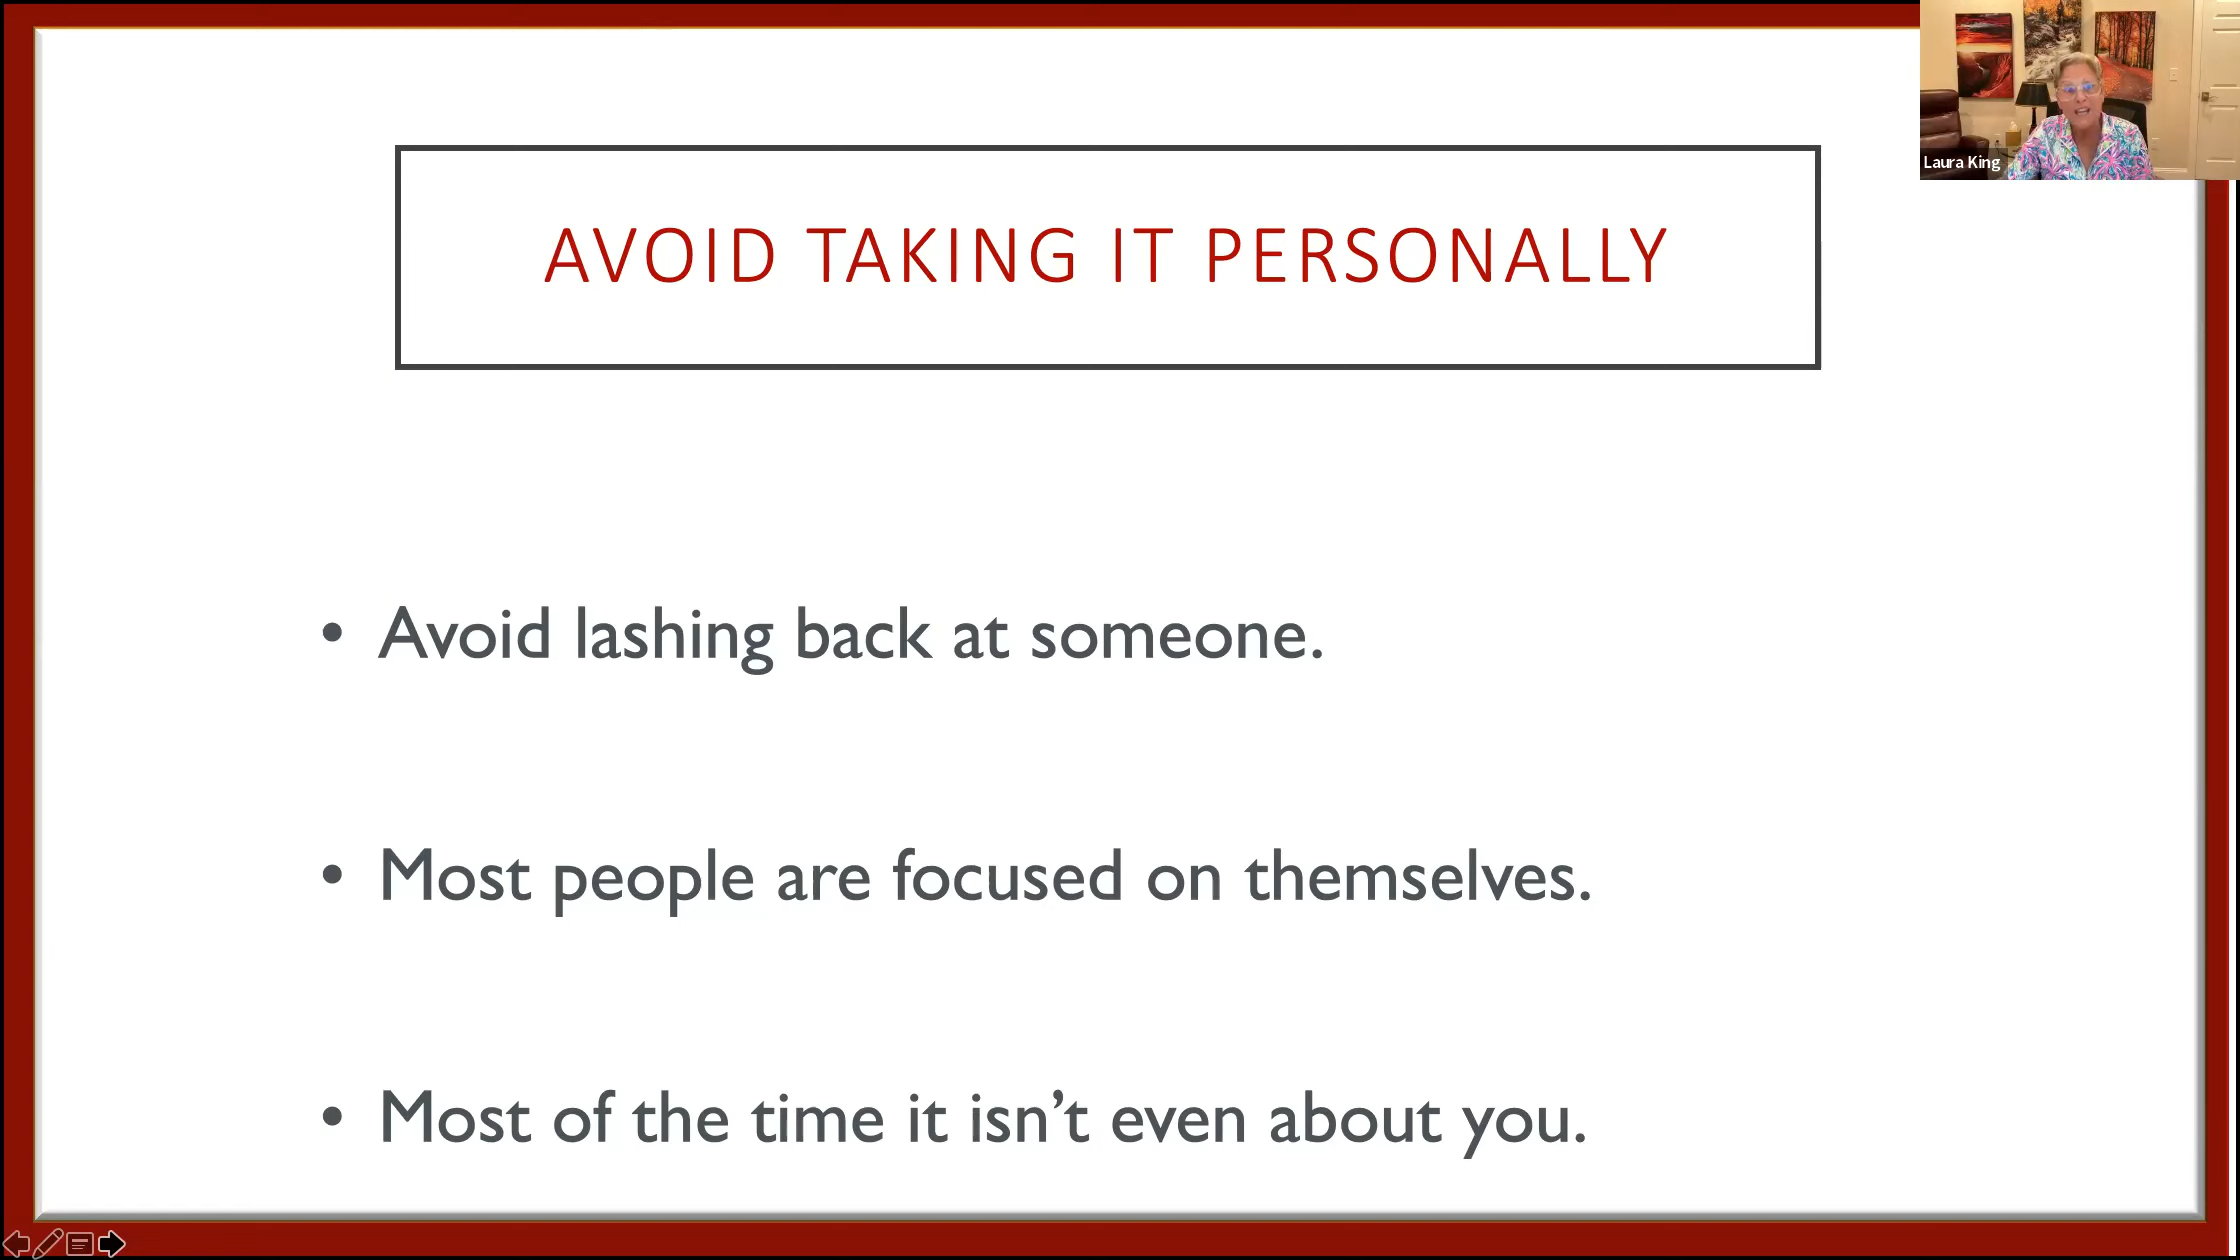 AVOID TAKING IT PERSONALLY
Laura King
• Avoid lashing back at someone.
• Most people are focused on themselves.
• Most of the time it isn’t even about you.